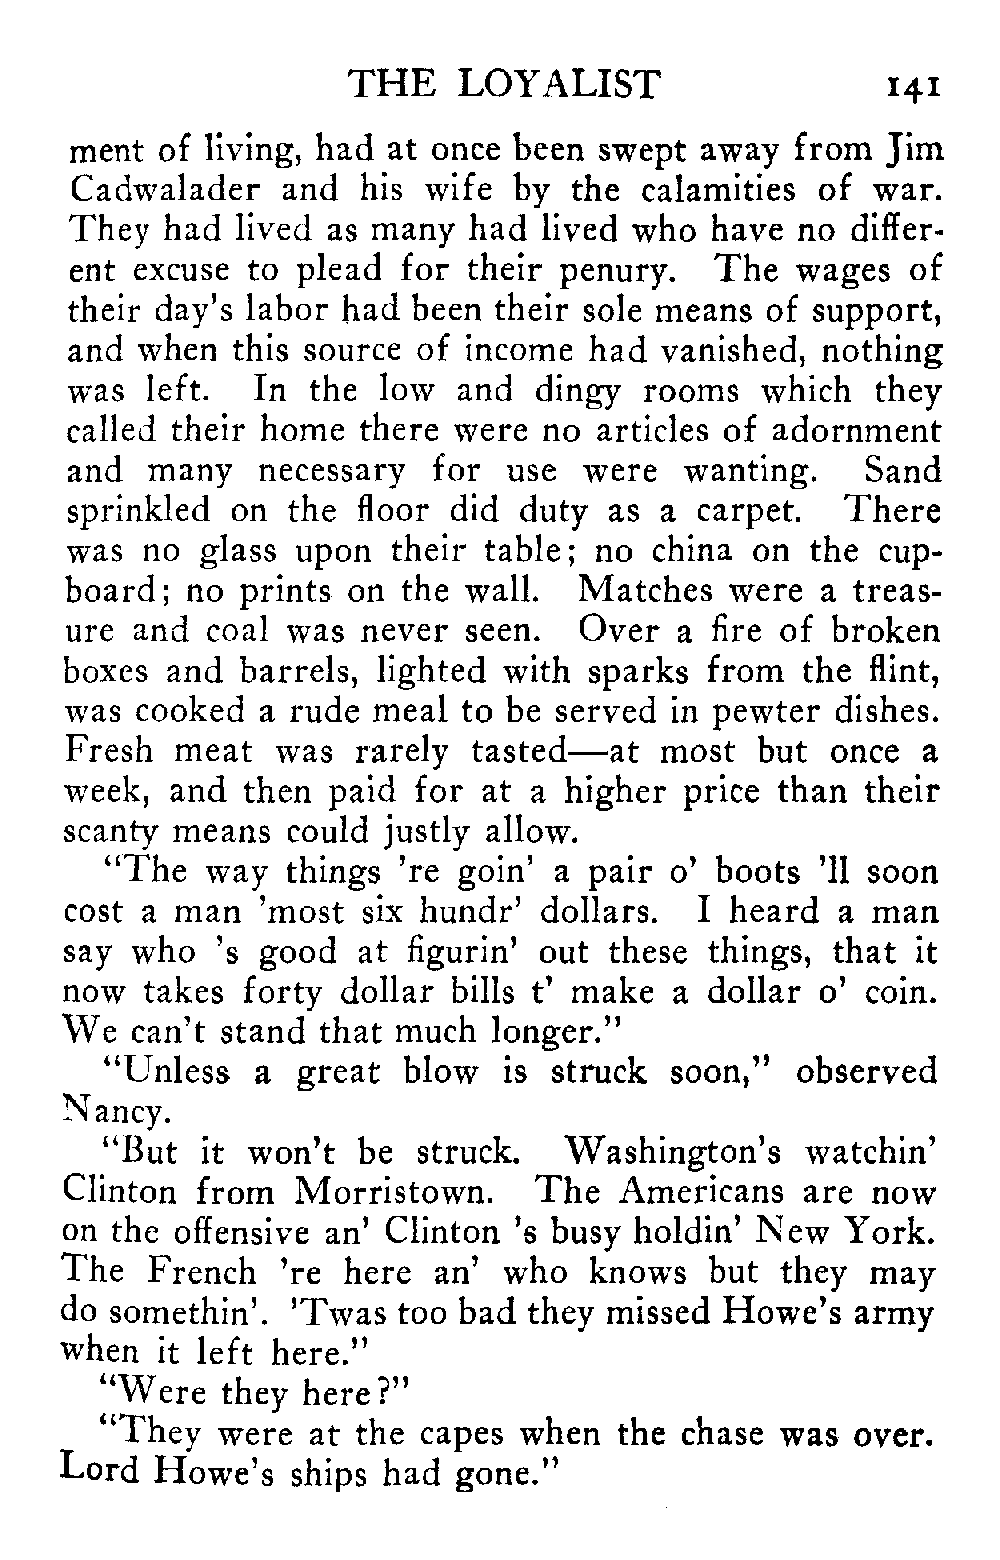 THE LOYALIST 141
ment of living, had at once been swept away from Jim
Cadwalader and his wife by the calamities of war.
They had lived as many had lived who have no differ-
ent excuse to plead for their penury. The wages of
their day's labor had been their sole means of support,
and when this source of income had vanished, nothing
was left. In the low and dingy rooms which they
called their home there were no articles of adornment
and many necessary for use were wanting. Sand
sprinkled on the floor did duty as a carpet. There
was no glass upon their table; no china on the cup-
board; no prints on the wall. Matches were a treas-
ure and coal was never seen. Over a fire of broken
boxes and barrels, lighted with sparks from the flint,
was cooked a rude meal to be served in pewter dishes.
Fresh meat was rarely tasted—at most but once a
week, and then paid for at a higher price than their
scanty means could justly allow.
"The way things 're goin' a pair o' boots 'll soon
cost a man 'most six hundr' dollars. I heard a man
say who 's good at figurin' out these things, that it
now takes forty dollar bills t' make a dollar o' coin.
We can't stand that much longer."
"Unless a great blow is struck soon," observed
Nancy.
"But it won't be struck. Washington's watchin'
Clinton from Morristown. The Americans are now
on the offensive an' Clinton 's busy holdin' New York.
The French 're here an' who knows but they may
do somethin'. 'Twas too bad they missed Howe's army
when it left here."
"Were they here?"
"They were at the capes when the chase was over.
Lord Howe's ships had gone."